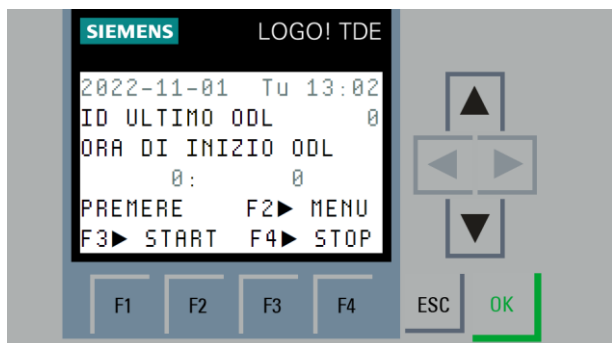 SIEMENS LOGO! TDE
2022-11-01 Tu 13:02
ID ULTIMO ODL 0
ORA DI INIZIO ODL
0: 0
PREMERE F2► MENU
F3► START F4► STOP
F1 F2 F3 F4 ESC OK